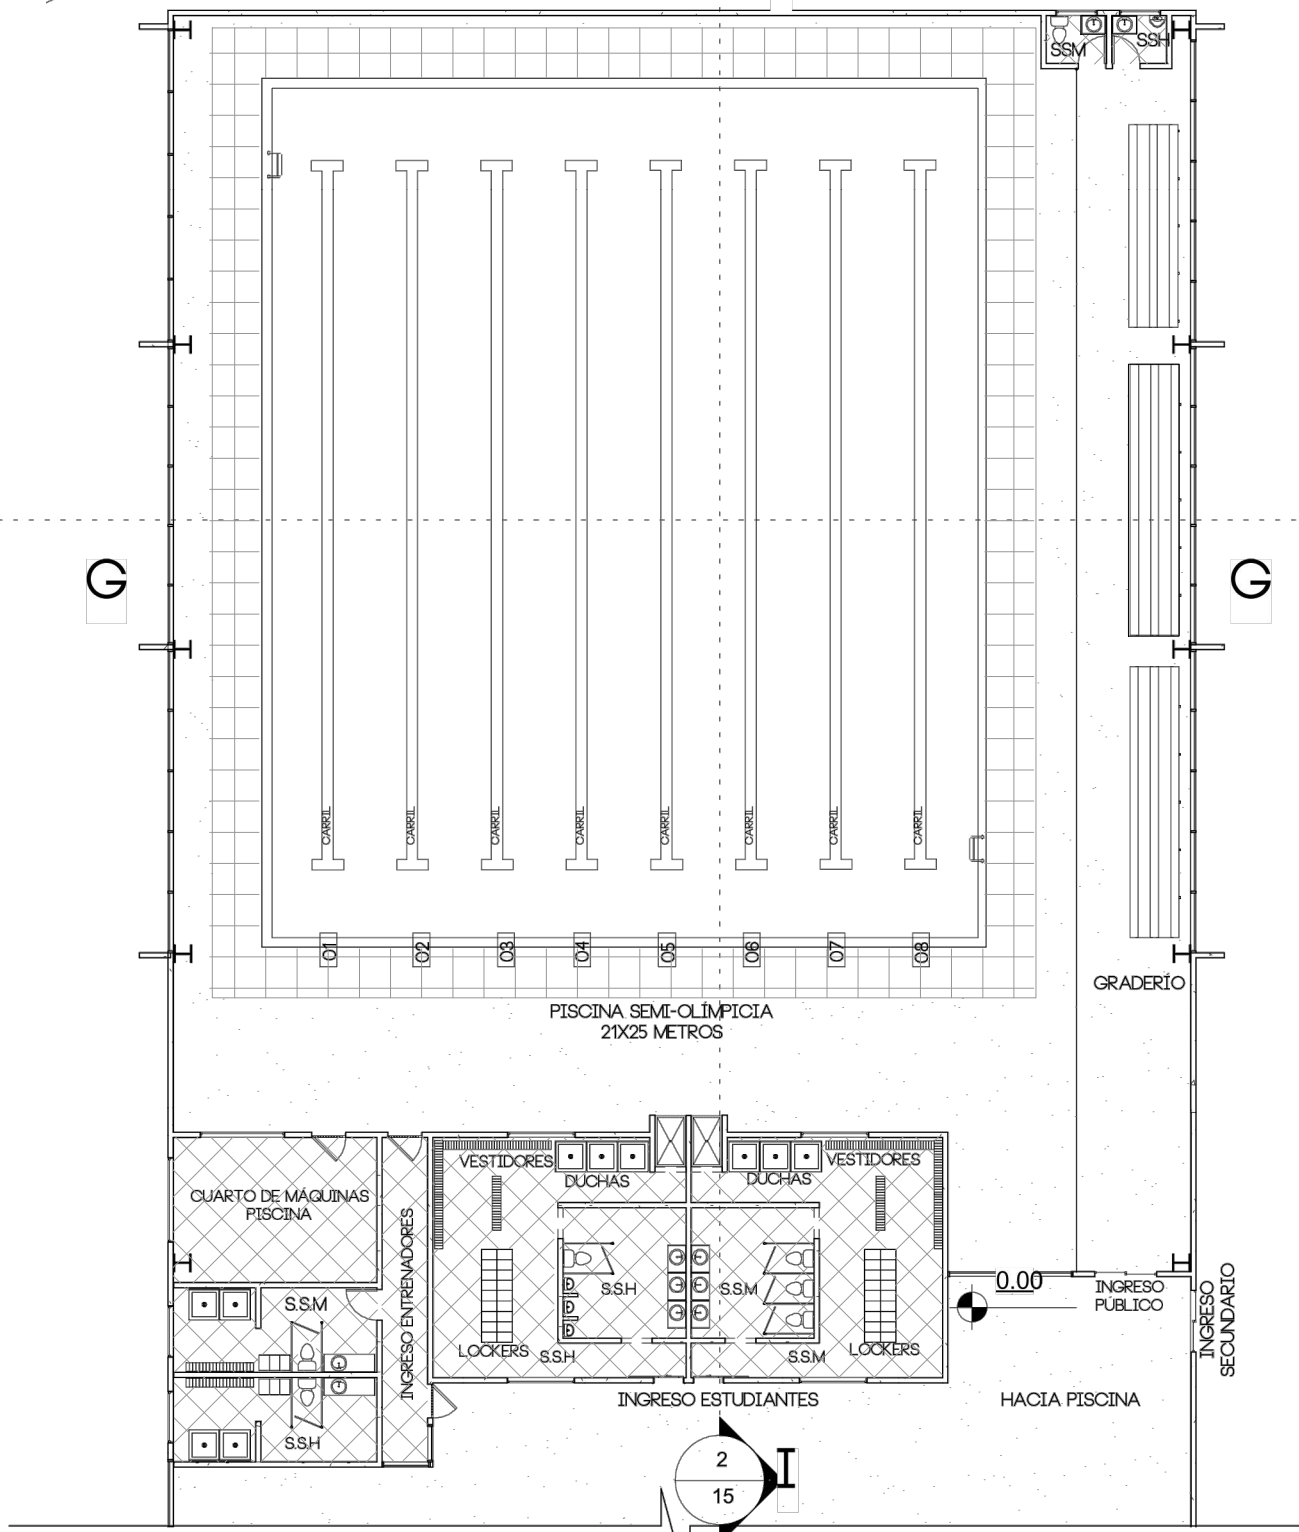 SSM
SSH
G
G
CARRIL
CARRIL
CARRIL
CARRIL
CARRIL
CARRIL
CARRIL
CARRIL
01
02
03
04
05
06
07
08
GRADERÍO
PISCINA SEMI-OLÍMPICIA
21X25 METROS
VESTIDORES
DUCHAS
DUCHAS
VESTIDORES
CUARTO DE MÁQUINAS
PISCINA
INGRESO ENTRENADORES
S.S.H
S.S.M
0.00
INGRESO
PÚBLICO
INGRESO
SECUNDARIO
S.S.M
LOCKERS
S.S.H
S.S.M
LOCKERS
INGRESO ESTUDIANTES
HACIA PISCINA
S.S.H
2
15
I